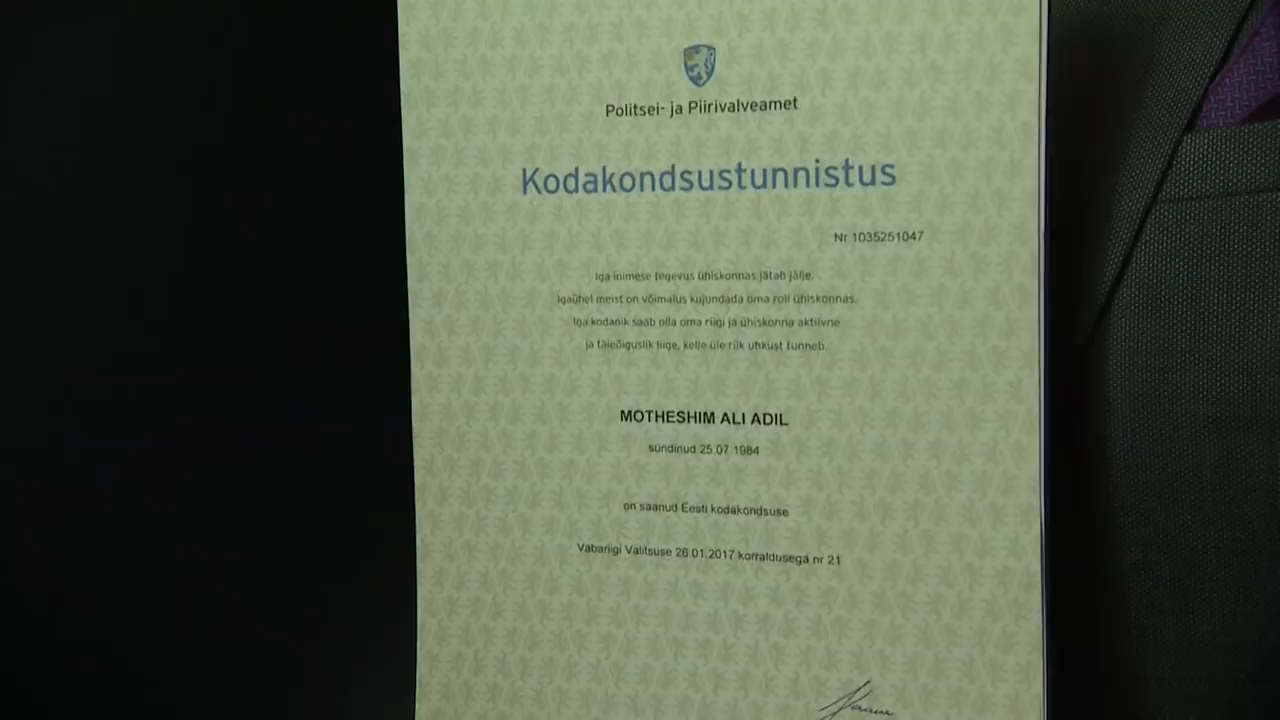 Politsei- ja Piirivalveamet
Kodakondsustunnistus
Nr 1035251047
Iga inimese tegevus ühiskonnas jätab jälje.
Igaühel meist on võimalus kujundada oma roll ühiskonnas.
Iga kodanik saab olla oma riigi ja ühiskonna aktiivne
ja täieõiguslik liige, kelle üle riik uhkust tunneb.
MOTHESHIM ALI ADIL
sündinud 25.07.1984
on saanud Eesti kodakondsuse
Vabariigi Valitsuse 26.01.2017 korraldusega nr 21